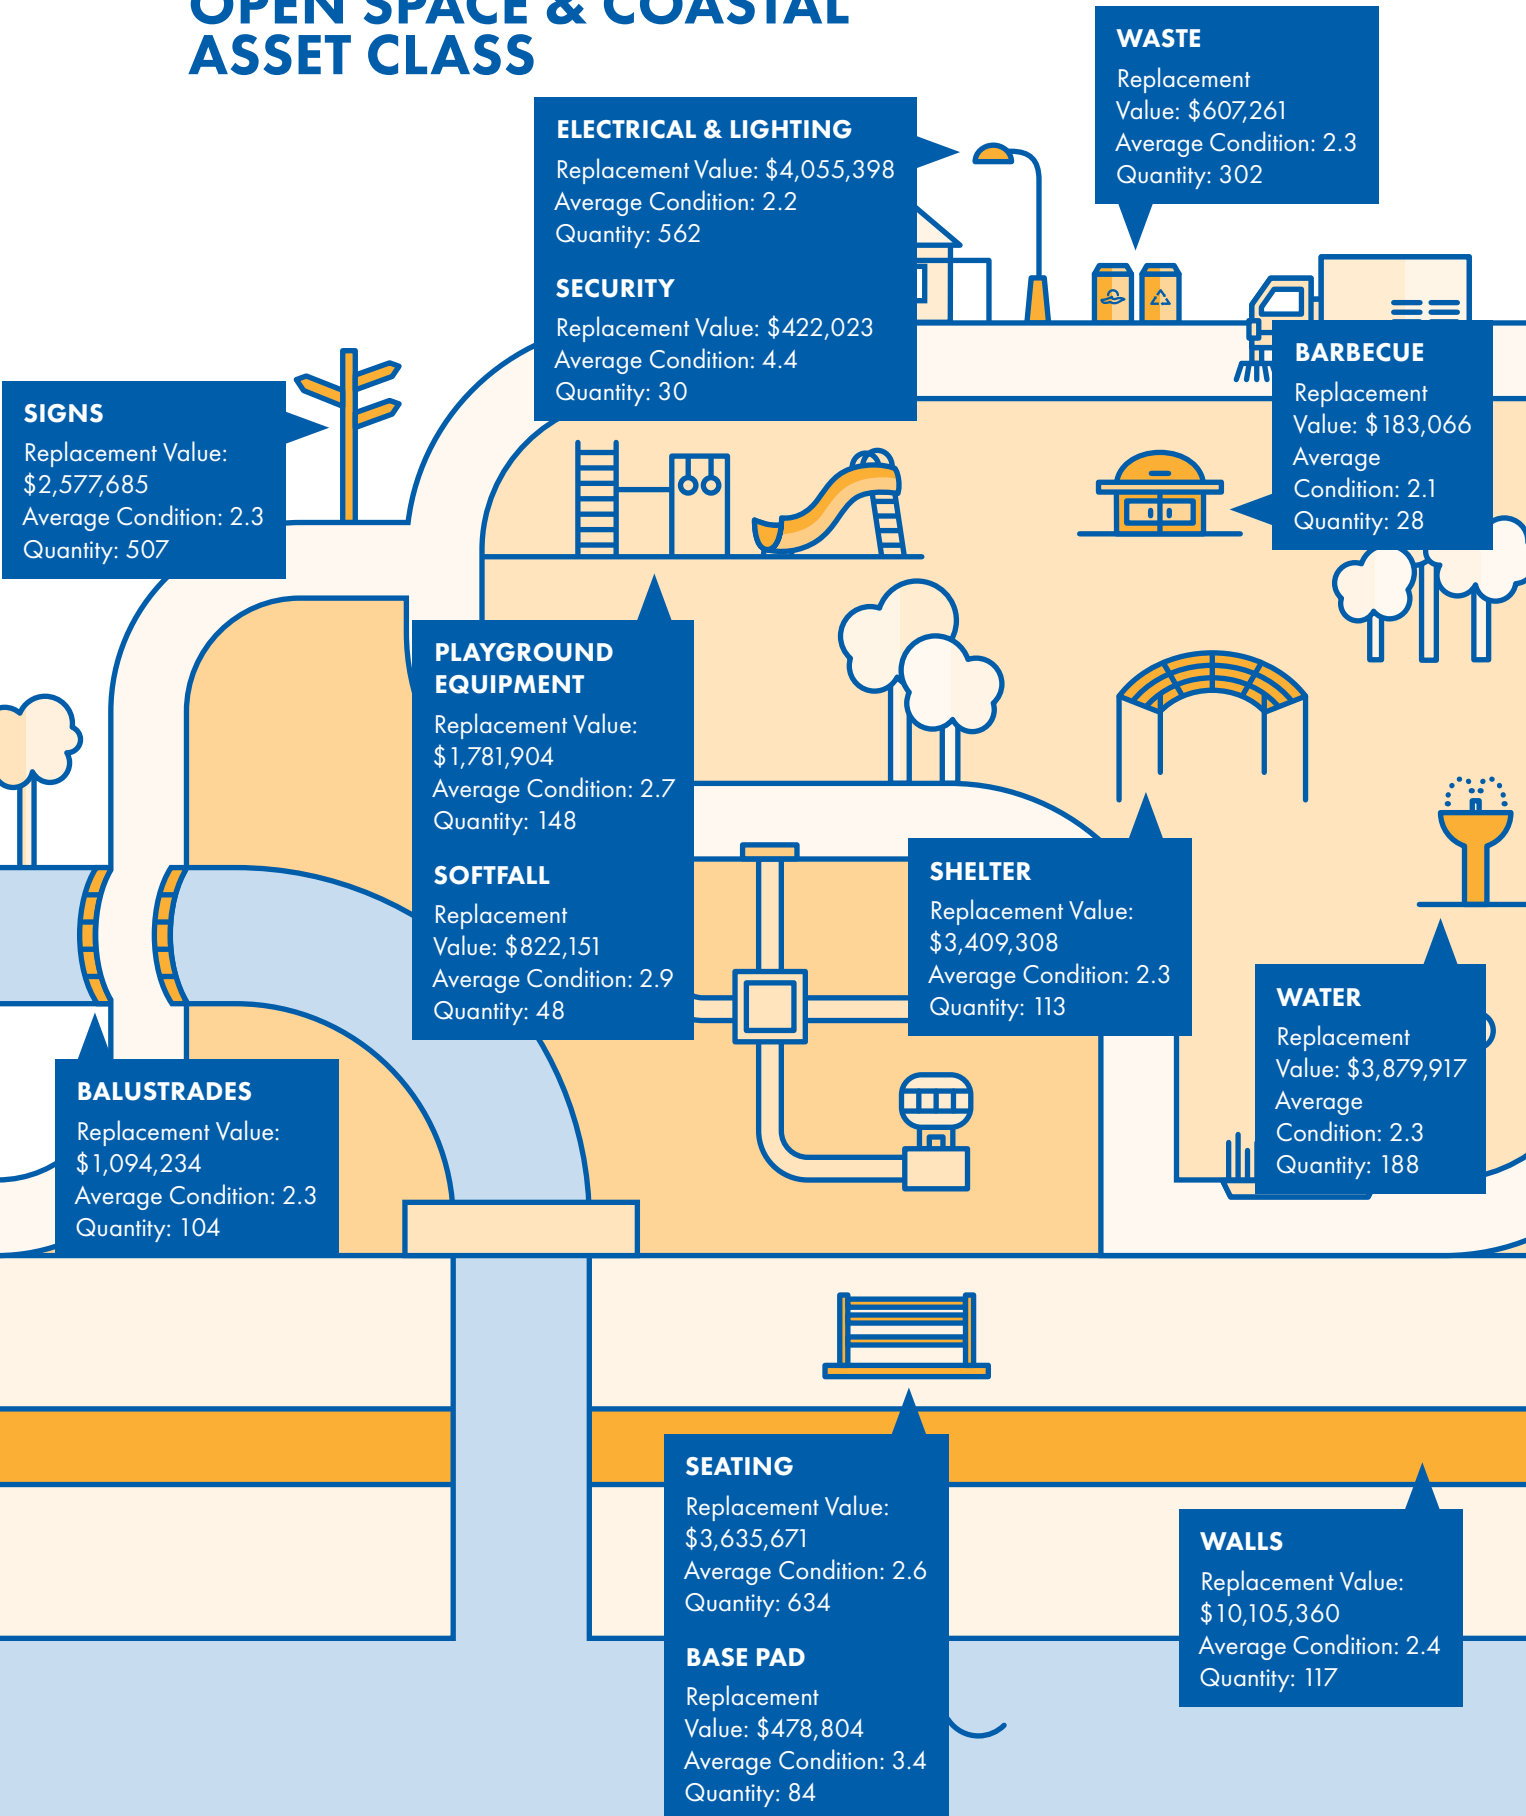 OPEN SPACE & COASTAL
ASSET CLASS
WASTE
Replacement
Value: $607,261
Average Condition: 2.3
Quantity: 302
ELECTRICAL & LIGHTING
Replacement Value: $4,055,398
Average Condition: 2.2
Quantity: 562
SECURITY
Replacement Value: $422,023
Average Condition: 4.4
Quantity: 30
BARBECUE
Replacement
Value: $183,066
Average
Condition: 2.1
Quantity: 28
SIGNS
Replacement Value:
$2,577,685
Average Condition: 2.3
Quantity: 507
PLAYGROUND
EQUIPMENT
Replacement Value:
$1,781,904
Average Condition: 2.7
Quantity: 148
SOFTFALL
Replacement
Value: $822,151
Average Condition: 2.9
Quantity: 48
SHELTER
Replacement Value:
$3,409,308
Average Condition: 2.3
Quantity: 113
WATER
Replacement
Value: $3,879,917
Average
Condition: 2.3
Quantity: 188
BALUSTRADES
Replacement Value:
$1,094,234
Average Condition: 2.3
Quantity: 104
SEATING
Replacement Value:
$3,635,671
Average Condition: 2.6
Quantity: 634
BASE PAD
Replacement
Value: $478,804
Average Condition: 3.4
Quantity: 84
WALLS
Replacement Value:
$10,105,360
Average Condition: 2.4
Quantity: 117